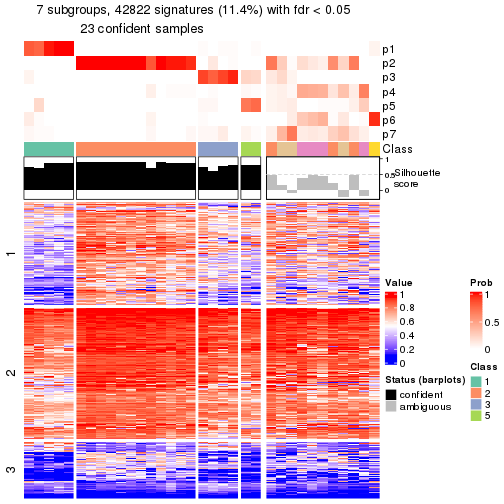 7 subgroups, 42822 signatures (11.4%) with fdr < 0.05
23 confident samples
p1
p2
p3
p4
p5
p6
p7
Class
1
0.5
0
Silhouette
score
1
2
3
Value
1
0.8
0.6
0.4
0.2
0
Status (barplots)
confident
ambiguous
Prob
1
0.5
0
Class
1
2
3
5